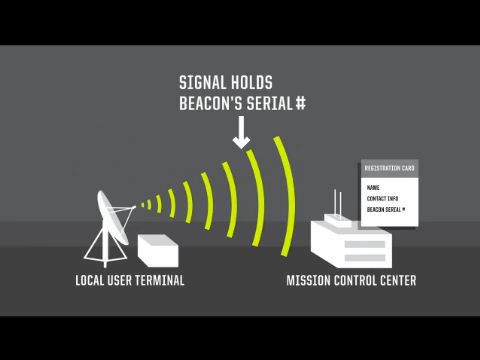 SIGNAL HOLDS
BEACON'S SERIAL #
REGISTRATION CARD
NAME
CONTACT INFO
BEACON SERIAL #
LOCAL USER TERMINAL
MISSION CONTROL CENTER